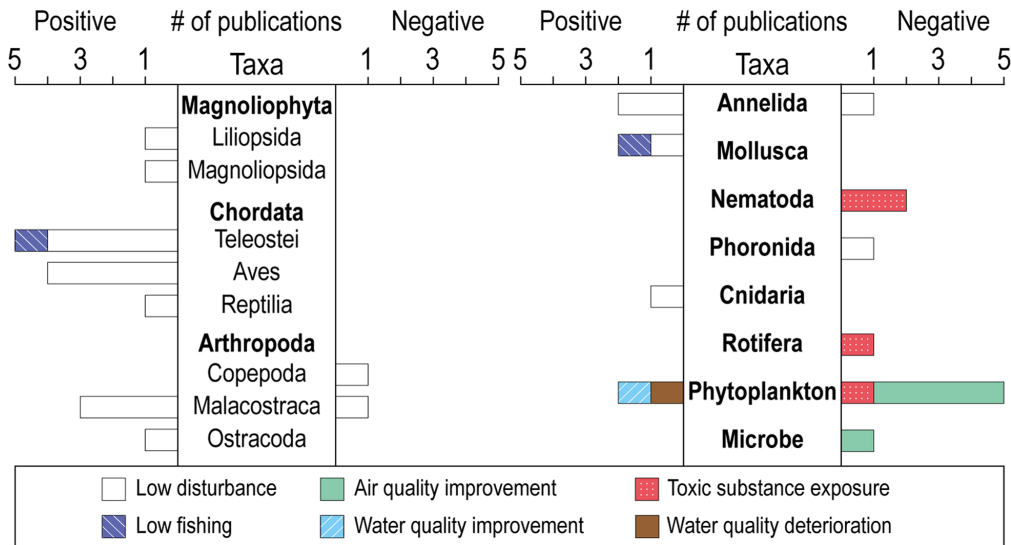 Positive # of publications Negative
5 3 1 Taxa 1 3 5
Magnoliophyta
Liliopsida
Magnoliopsida
Chordata
Teleostei
Aves
Reptilia
Arthropoda
Copepoda
Malacostraca
Ostracoda
Positive # of publications Negative
5 3 1 Taxa 1 3 5
Annelida
Mollusca
Nematoda
Phoronida
Cnidaria
Rotifera
Phytoplankton
Microbe
Low disturbance Air quality improvement Toxic substance exposure
Low fishing Water quality improvement Water quality deterioration